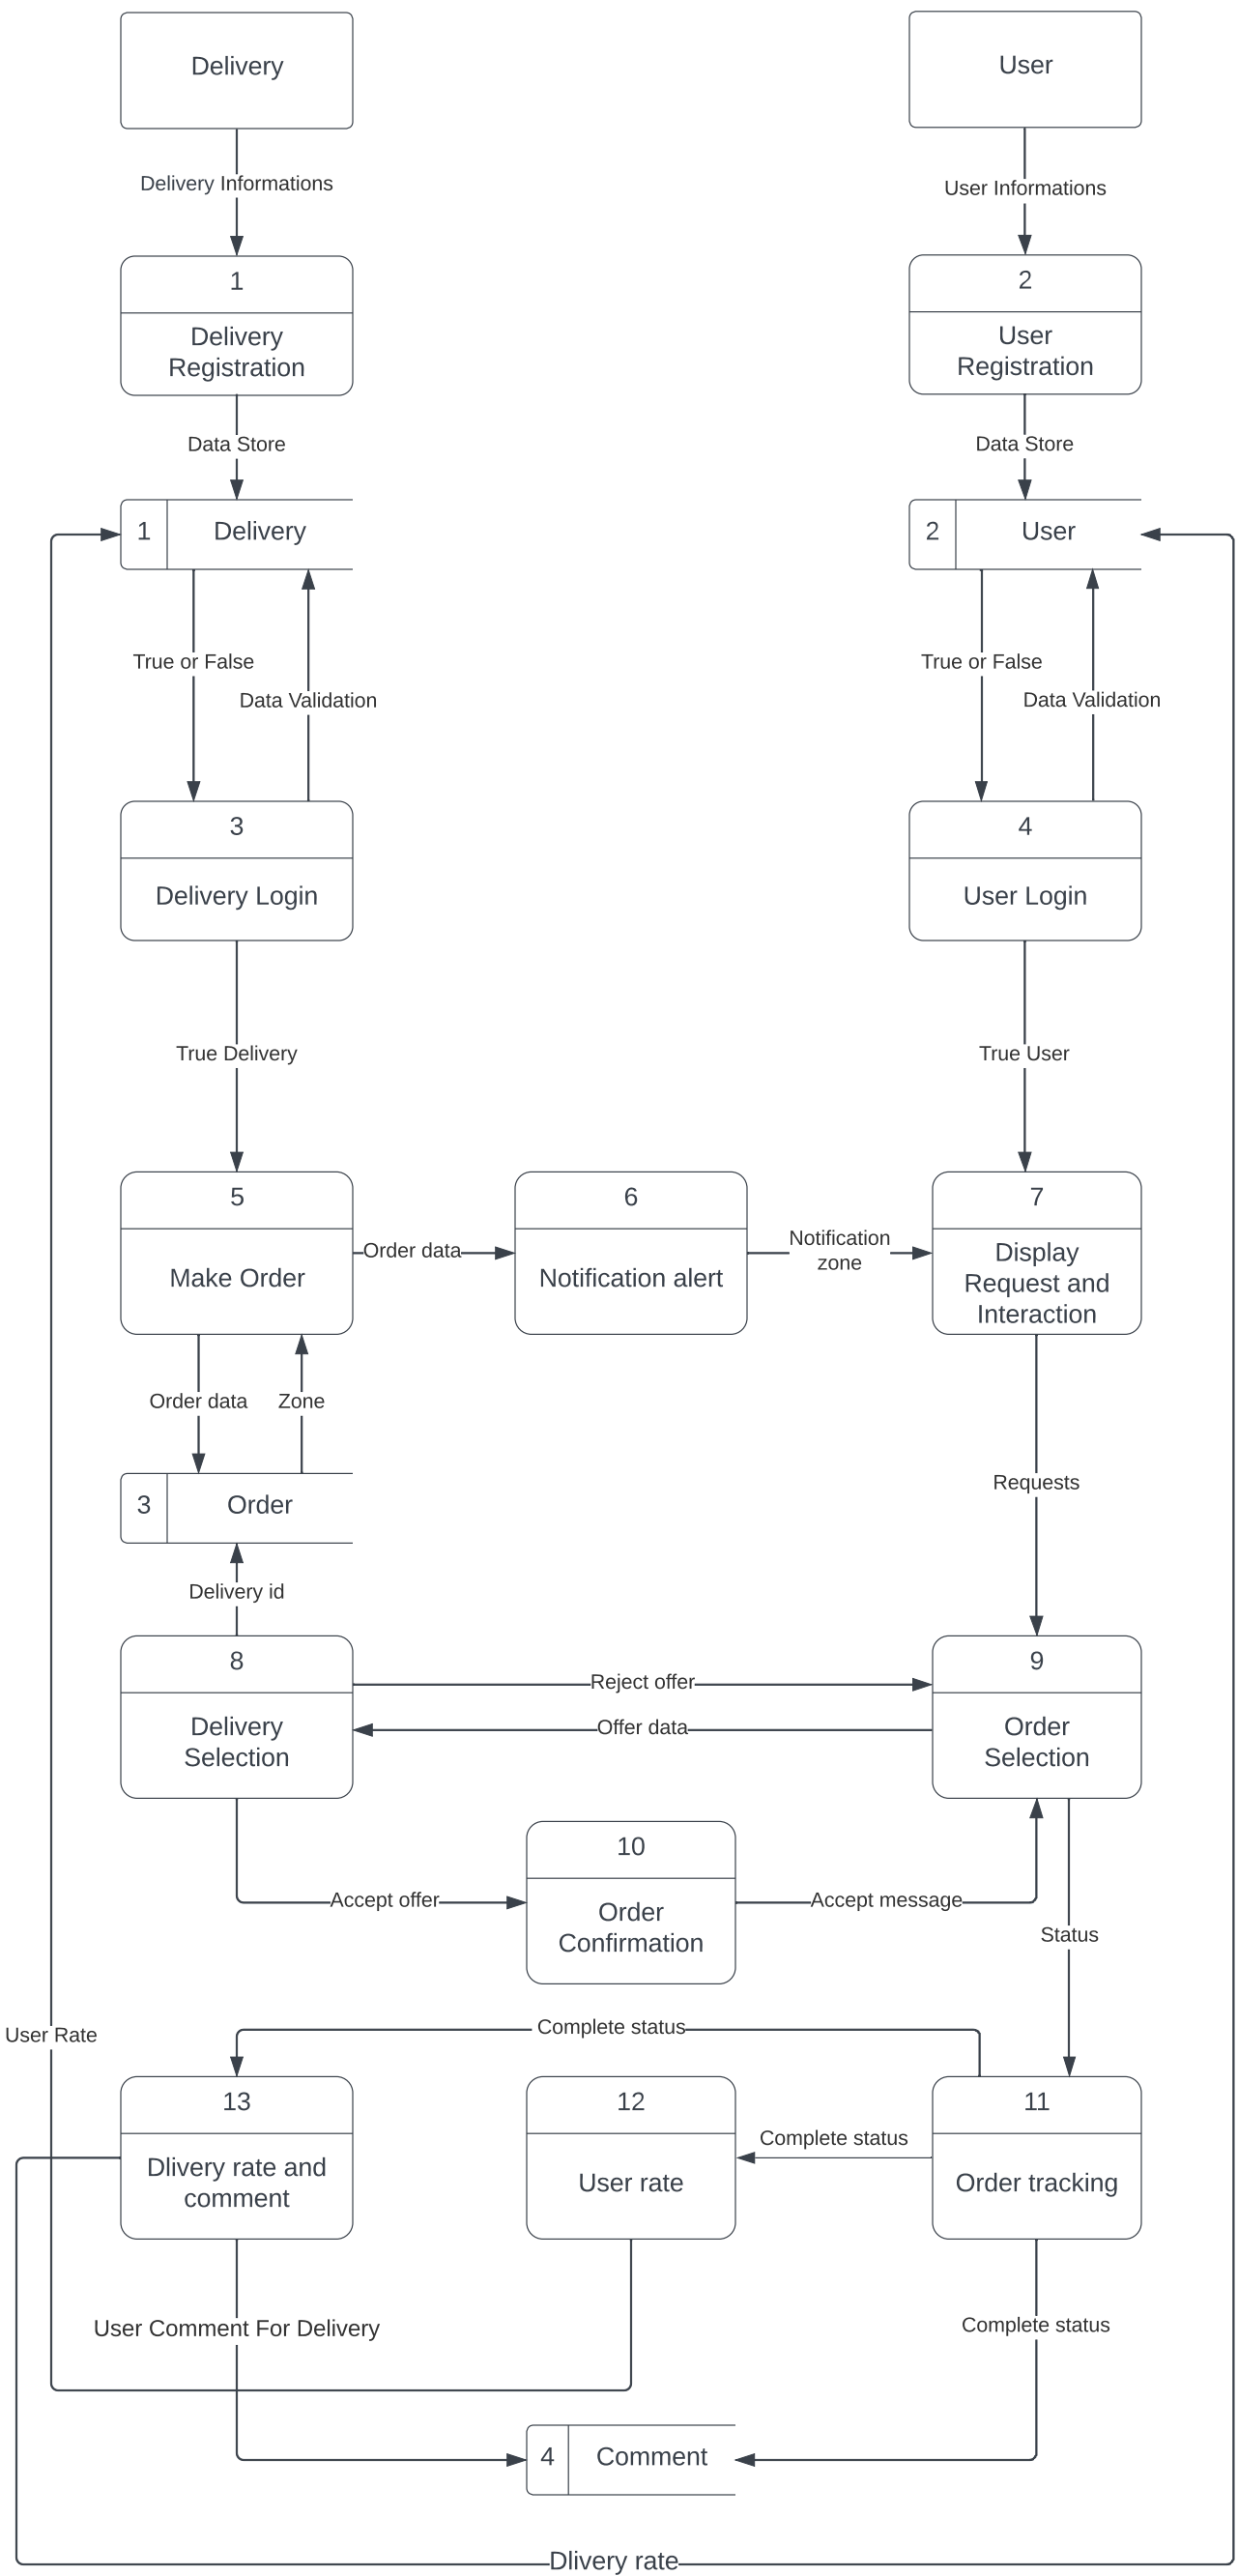 Delivery
User
Delivery Informations
User Informations
1
Delivery
Registration
2
User
Registration
Data Store
Data Store
1
Delivery
2
User
True or False
Data Validation
True or False
Data Validation
3
Delivery Login
4
User Login
True Delivery
True User
5
Make Order
Order data
6
Notification alert
Notification
zone
7
Display
Request and
Interaction
Order data
Zone
Requests
3
Order
Delivery id
8
Delivery
Selection
Reject offer
Offer data
9
Order
Selection
Accept offer
10
Order
Confirmation
Accept message
Status
User Rate
Complete status
13
Dlivery rate and
comment
12
User rate
Complete status
11
Order tracking
User Comment For Delivery
Complete status
4
Comment
Dlivery rate